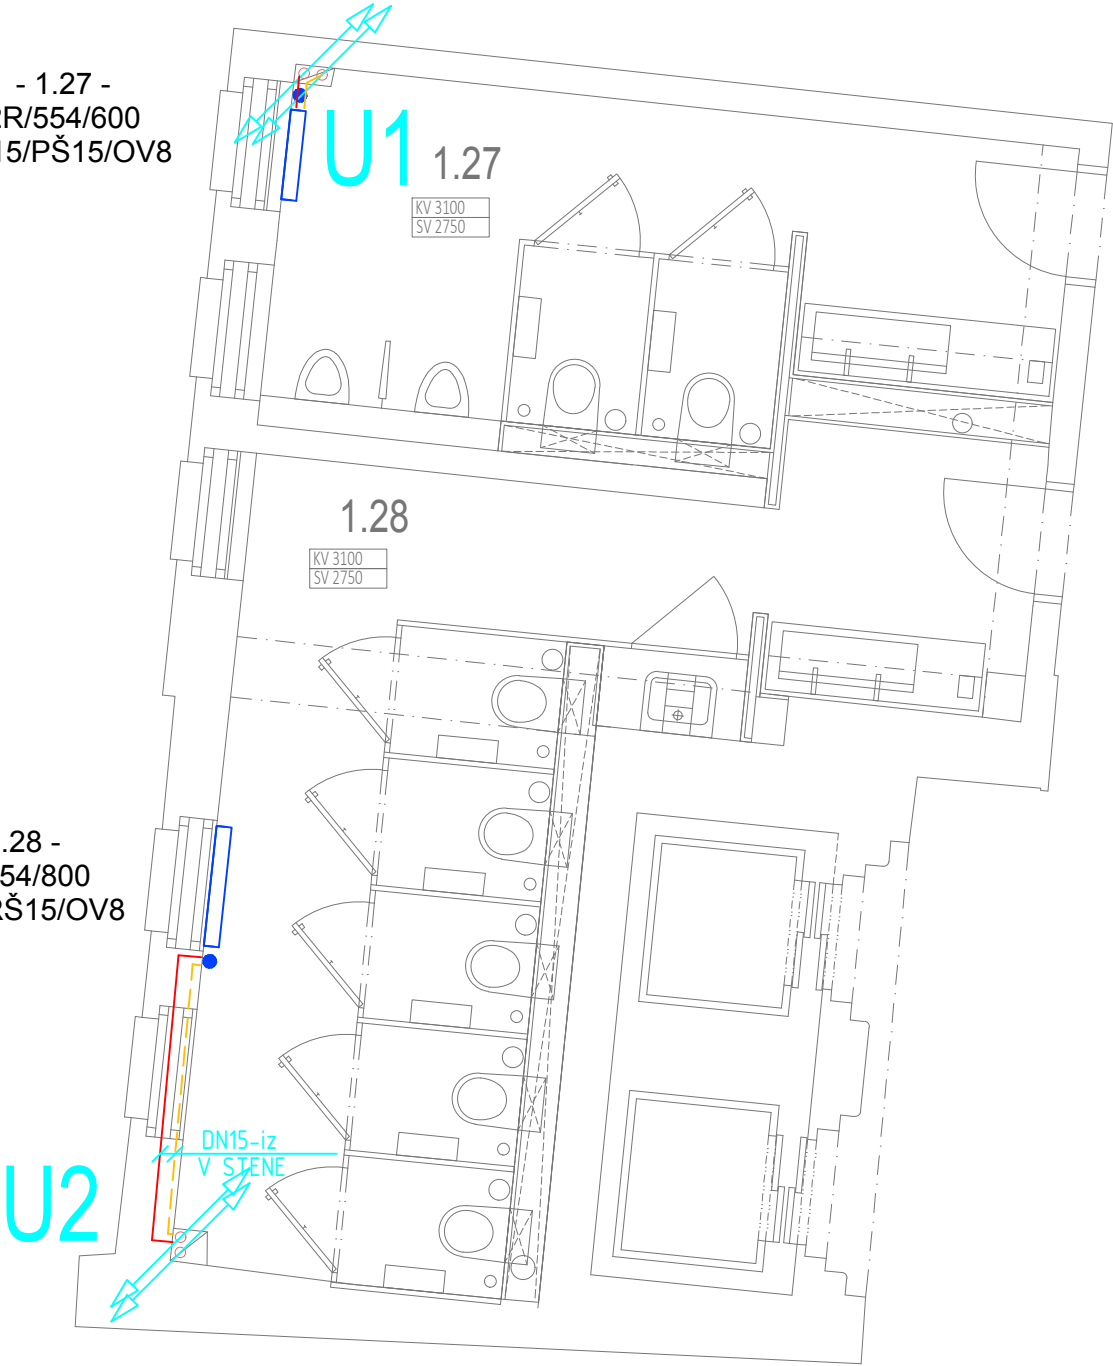 - 1.27 -
R/554/600
15/PŠ15/OV8
U1
1.27
KV 3100
SV 2750
1.28
KV 3100
SV 2750
.28 -
54/800
RŠ15/OV8
DN15-iz
V STENE
U2